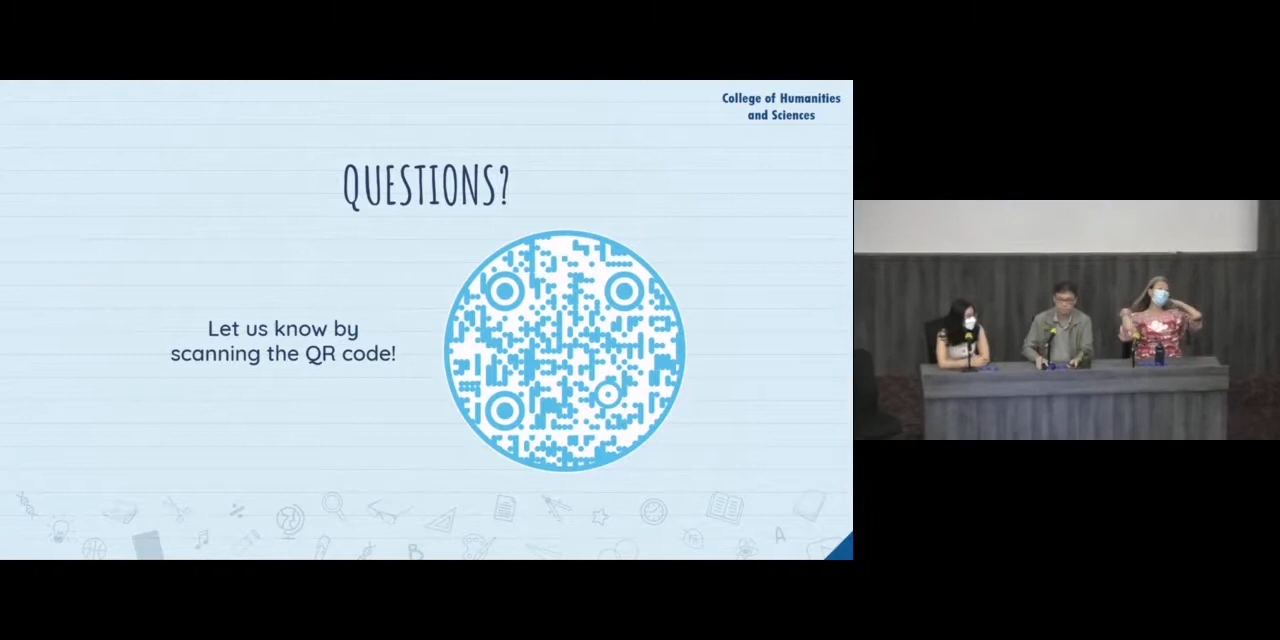 College of Humanities
and Sciences
QUESTIONS?
Let us know by
scanning the QR code!